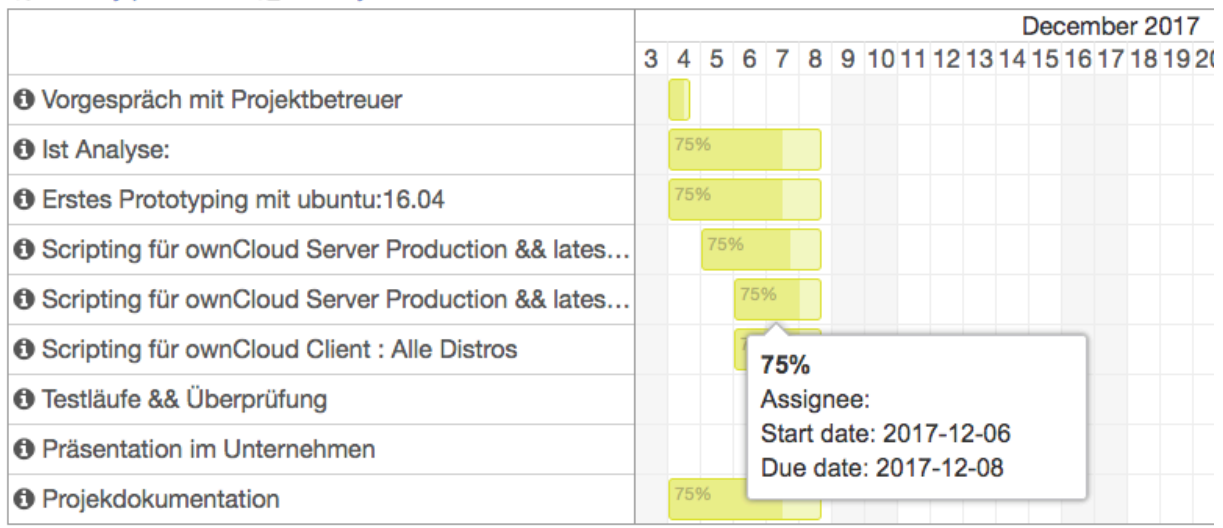 December 2017
3 4 5 6 7 8 9 10 11 12 13 14 15 16 17 18 19 20
Vorgespräch mit Projektbetreuer
Ist Analyse:
75%
Erstes Prototyping mit ubuntu:16.04
75%
Scripting für ownCloud Server Production && lates...
75%
Scripting für ownCloud Server Production && lates...
75%
Scripting für ownCloud Client : Alle Distros
75%
Assignee:
Start date: 2017-12-06
Due date: 2017-12-08
Testläufe && Überprüfung
Präsentation im Unternehmen
Projekdokumentation
75%